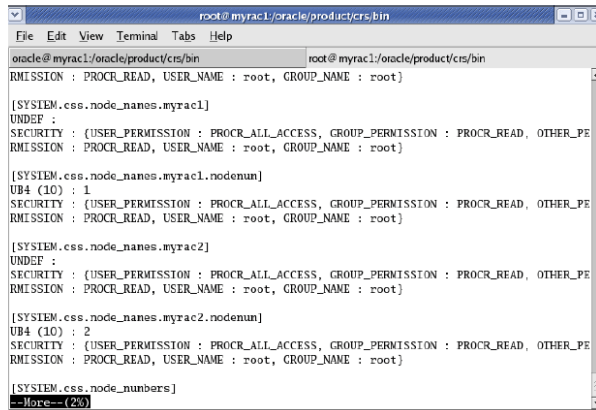 root@myrac1:/oracle/product/crs/bin
File Edit View Terminal Tabs Help
oracle@myrac1:/oracle/product/crs/bin root@myrac1:/oracle/product/crs/bin
RMISSION : PROCR_READ, USER_NAME : root, GROUP_NAME : root}
[SYSTEM.css.node_names.myrac1]
UNDEF :
SECURITY : {USER_PERMISSION : PROCR_ALL_ACCESS, GROUP_PERMISSION : PROCR_READ, OTHER_PE
RMISSION : PROCR_READ, USER_NAME : root, GROUP_NAME : root}
[SYSTEM.css.node_names.myrac1.nodenum]
UB4 (10) : 1
SECURITY : {USER_PERMISSION : PROCR_ALL_ACCESS, GROUP_PERMISSION : PROCR_READ, OTHER_PE
RMISSION : PROCR_READ, USER_NAME : root, GROUP_NAME : root}
[SYSTEM.css.node_names.myrac2]
UNDEF :
SECURITY : {USER_PERMISSION : PROCR_ALL_ACCESS, GROUP_PERMISSION : PROCR_READ, OTHER_PE
RMISSION : PROCR_READ, USER_NAME : root, GROUP_NAME : root}
[SYSTEM.css.node_names.myrac2.nodenum]
UB4 (10) : 2
SECURITY : {USER_PERMISSION : PROCR_ALL_ACCESS, GROUP_PERMISSION : PROCR_READ, OTHER_PE
RMISSION : PROCR_READ, USER_NAME : root, GROUP_NAME : root}
[SYSTEM.css.node_numbers]
--More--(2%)